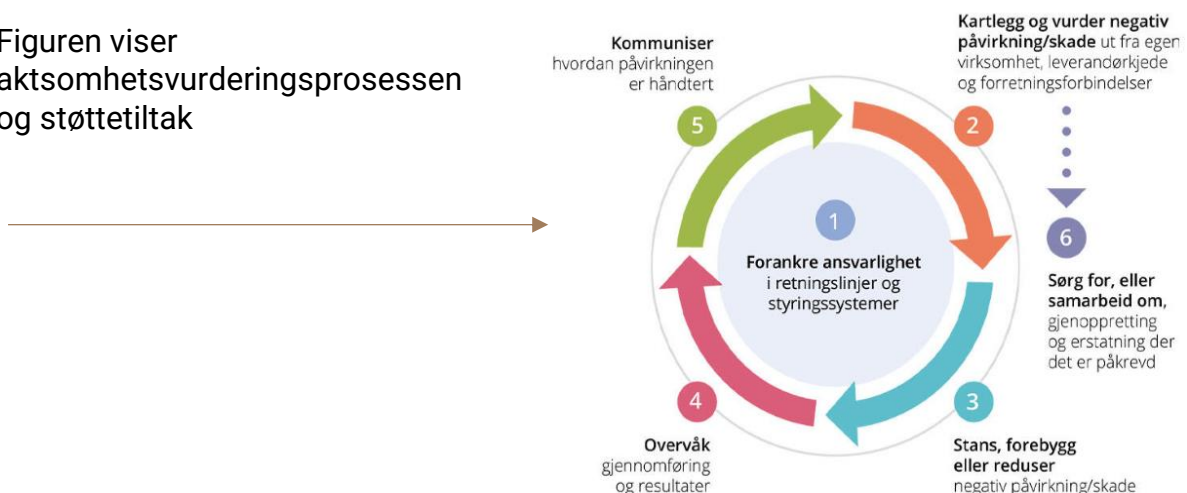 Figuren viser
aktsomhetsvurderingsprosessen
og støttetiltak
1
Forankre ansvarlighet
i retningslinjer og
styringssystemer
2
Kartlegg og vurder negativ
påvirkning/skade ut fra egen
virksomhet, leverandørkjede
og forretningsforbindelser
3
Stans, forebygg
eller reduser
negativ påvirkning/skade
4
Overvåk
gjennomføring
og resultater
5
Kommuniser
hvordan påvirkningen
er håndtert
6
Sørg for, eller
samarbeid om,
gjenoppretting
og erstatning der
det er påkrevd